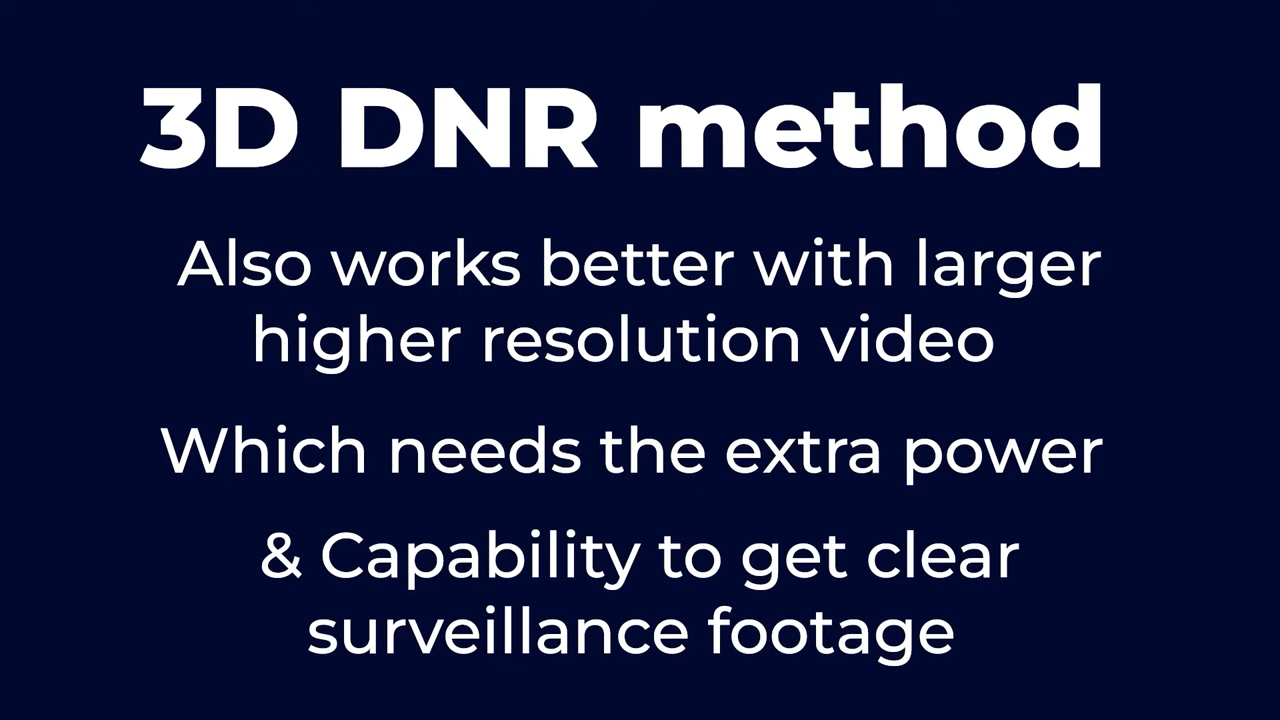 3D DNR method
Also works better with larger
higher resolution video
Which needs the extra power
& Capability to get clear
surveillance footage